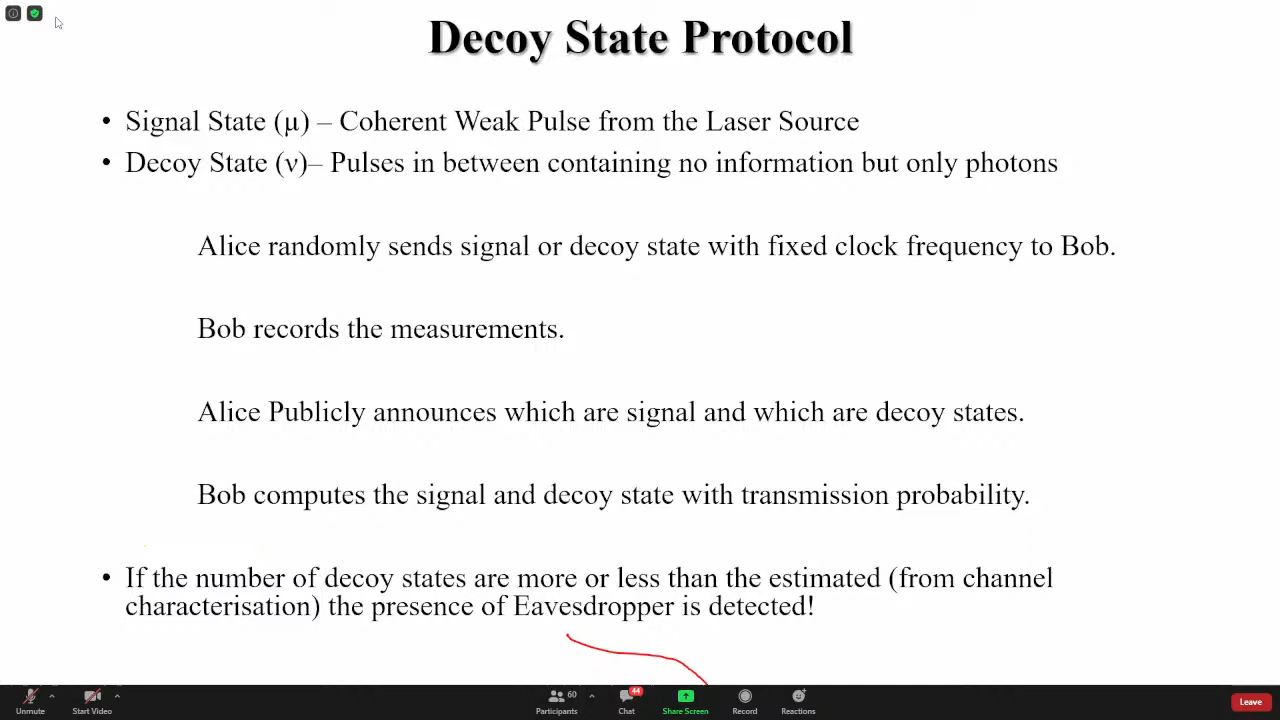 Decoy State Protocol
• Signal State (μ) – Coherent Weak Pulse from the Laser Source
• Decoy State (ν)– Pulses in between containing no information but only photons
Alice randomly sends signal or decoy state with fixed clock frequency to Bob.
Bob records the measurements.
Alice Publicly announces which are signal and which are decoy states.
Bob computes the signal and decoy state with transmission probability.
• If the number of decoy states are more or less than the estimated (from channel
characterisation) the presence of Eavesdropper is detected!
60 44
Unmute Start Video Participants Chat Share Screen Record Reactions Leave